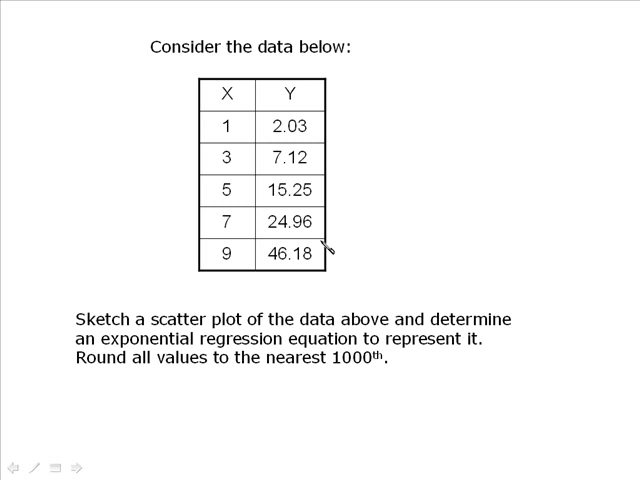 Consider the data below:
X Y
1 2.03
3 7.12
5 15.25
7 24.96
9 46.18
Sketch a scatter plot of the data above and determine
an exponential regression equation to represent it.
Round all values to the nearest 1000th.